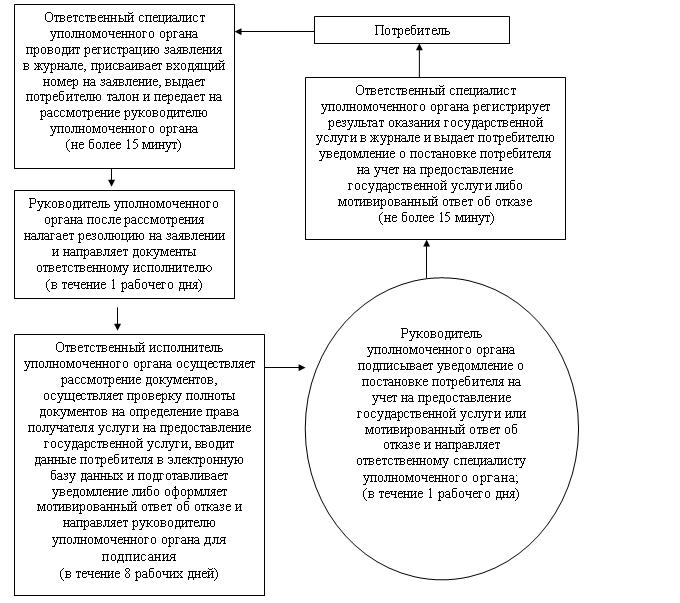 Потребитель
Ответственный специалист
уполномоченного органа
проводит регистрацию заявления
в журнале, присваивает входящий
номер на заявление, выдает
потребителю талон и передает на
рассмотрение руководителю
уполномоченного органа
(не более 15 минут)
Руководитель уполномоченного
органа после рассмотрения
налагает резолюцию на заявлении
и направляет документы
ответственному исполнителю
(в течение 1 рабочего дня)
Ответственный исполнитель
уполномоченного органа осуществляет
рассмотрение документов,
осуществляет проверку полноты
документов на определение права
получателя услуги на предоставление
государственной услуги, вводит
данные потребителя в электронную
базу данных и подготавливает
уведомление либо оформляет
мотивированный ответ об отказе и
направляет руководителю
уполномоченного органа для
подписания
(в течение 8 рабочих дней)
Руководитель
уполномоченного органа
подписывает уведомление о
постановке потребителя на
учет на предоставление
государственной услуги или
мотивированный ответ об
отказе и направляет
ответственному специалисту
уполномоченного органа;
(в течение 1 рабочего дня)
Ответственный специалист
уполномоченного органа регистрирует
результат оказания государственной
услуги в журнале и выдает потребителю
уведомление о постановке потребителя
на учет на предоставление
государственной услуги либо
мотивированный ответ об отказе
(не более 15 минут)